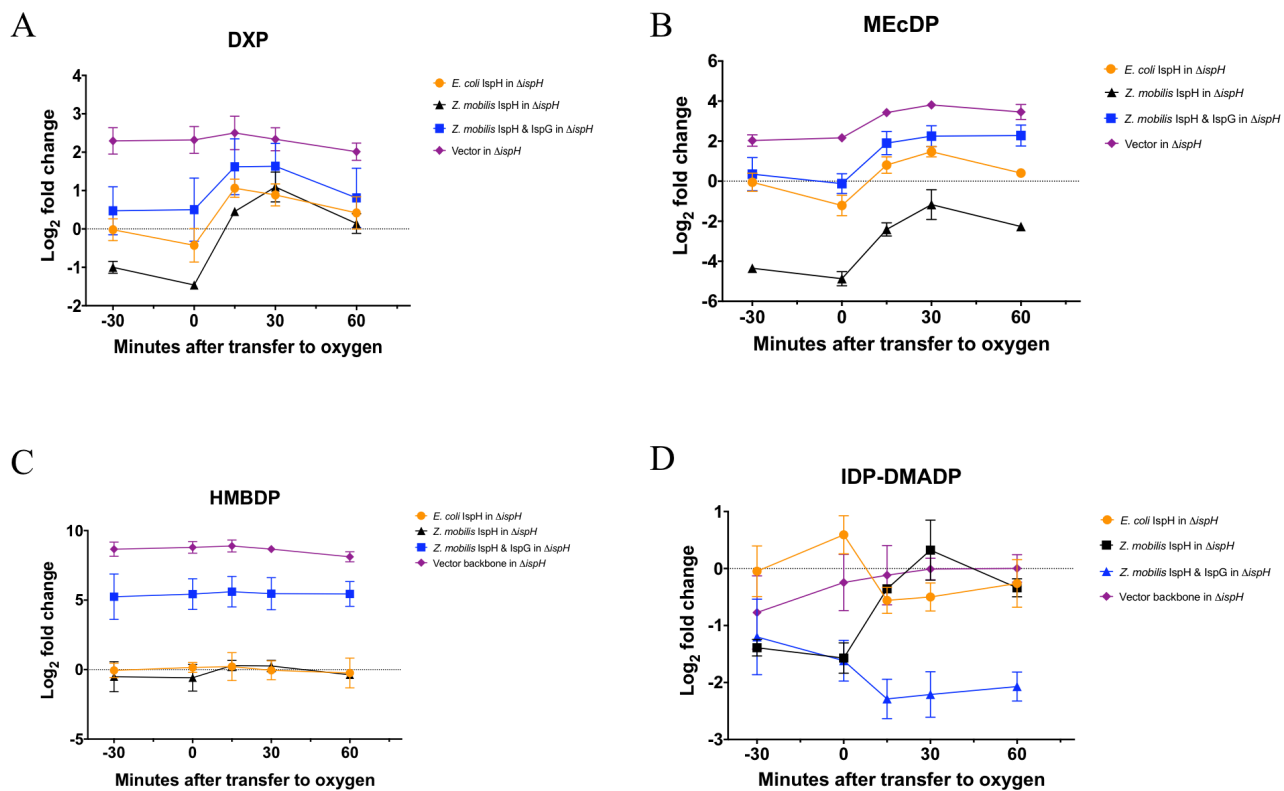 A
DXP
Log2 fold change
4
3
2
1
0
-1
-2
-30
0
15
30
60
Minutes after transfer to oxygen
E. coli IspH in ΔispH
Z. mobilis IspH in ΔispH
Z. mobilis IspH & IspG in ΔispH
Vector in ΔispH
B
MEcDP
Log2 fold change
6
4
2
0
-2
-4
-6
-30
0
30
60
Minutes after transfer to oxygen
E. coli IspH in ΔispH
Z. mobilis IspH in ΔispH
Z. mobilis IspH & IspG in ΔispH
Vector in ΔispH
C
HMBDP
Log2 fold change
10
5
0
-5
-30
0
30
60
Minutes after transfer to oxygen
E. coli IspH in ΔispH
Z. mobilis IspH in ΔispH
Z. mobilis IspH & IspG in ΔispH
Vector backbone in ΔispH
D
IDP-DMADP
Log2 fold change
1
0
-1
-2
-3
-30
0
30
60
Minutes after transfer to oxygen
E. coli IspH in ΔispH
Z. mobilis IspH in ΔispH
Z. mobilis IspH & IspG in ΔispH
Vector backbone in ΔispH